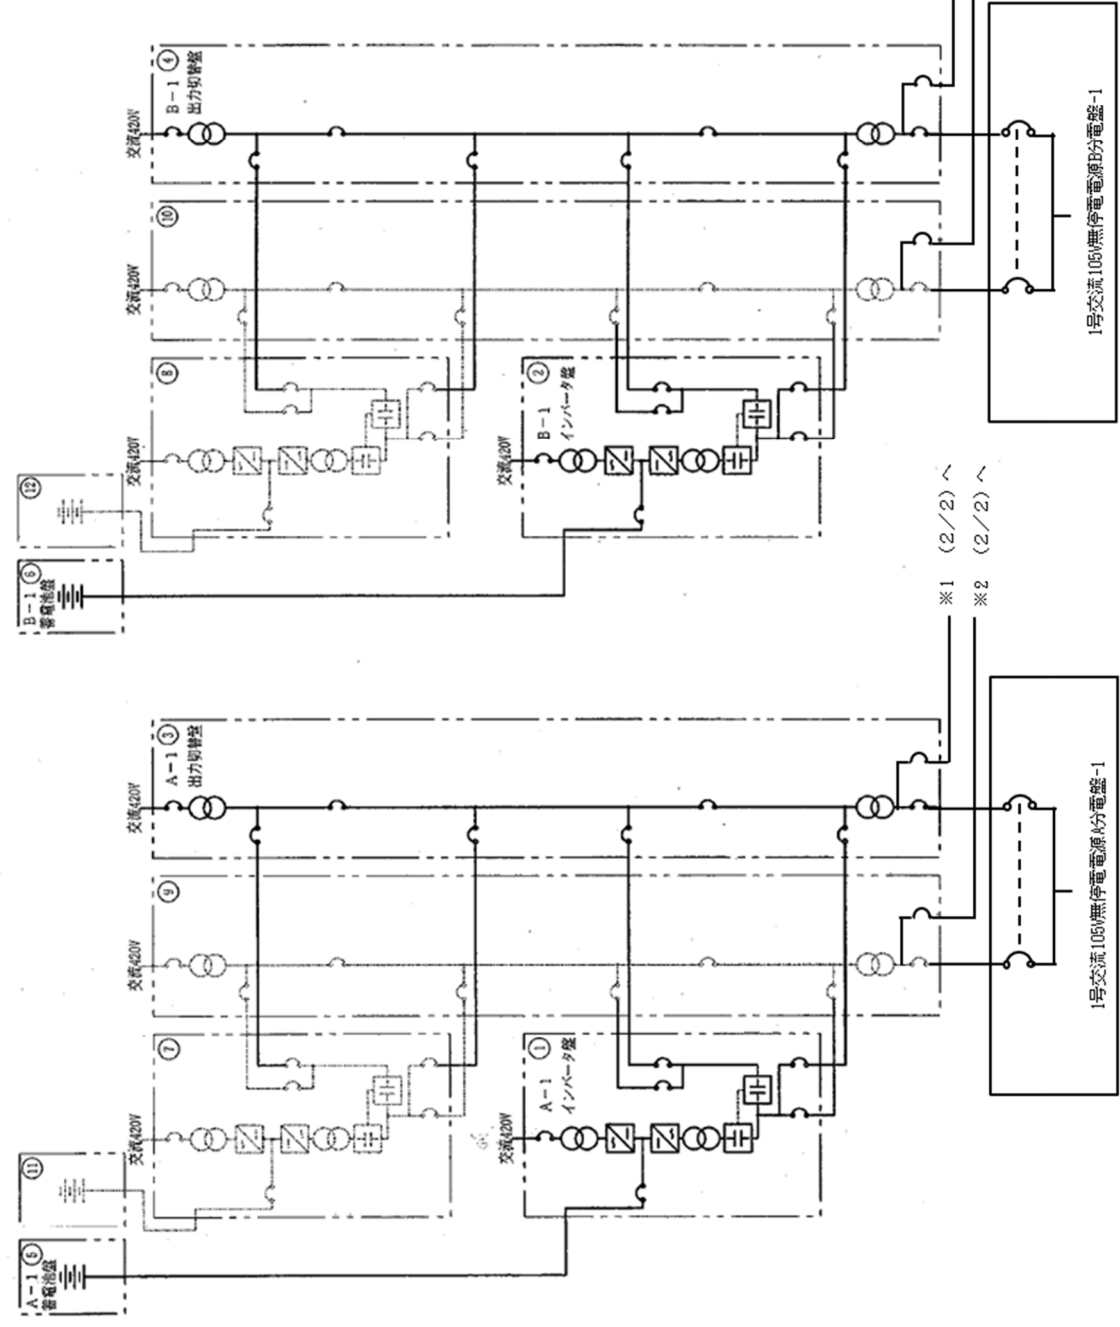 B-1 ④
出力切替盤
交流420V
⑩
交流420V
⑧
交流420V
②
B-1
インバータ盤
交流420V
⑫
B-1 ⑥
蓄電池盤
1号交流105V無停電電源B分電盤-1
※1 (2/2)へ
※2 (2/2)へ
A-1 ③
出力切替盤
交流420V
⑨
交流420V
⑦
交流420V
①
A-1
インバータ盤
交流420V
⑪
A-1 ⑤
蓄電池盤
1号交流105V無停電電源A分電盤-1